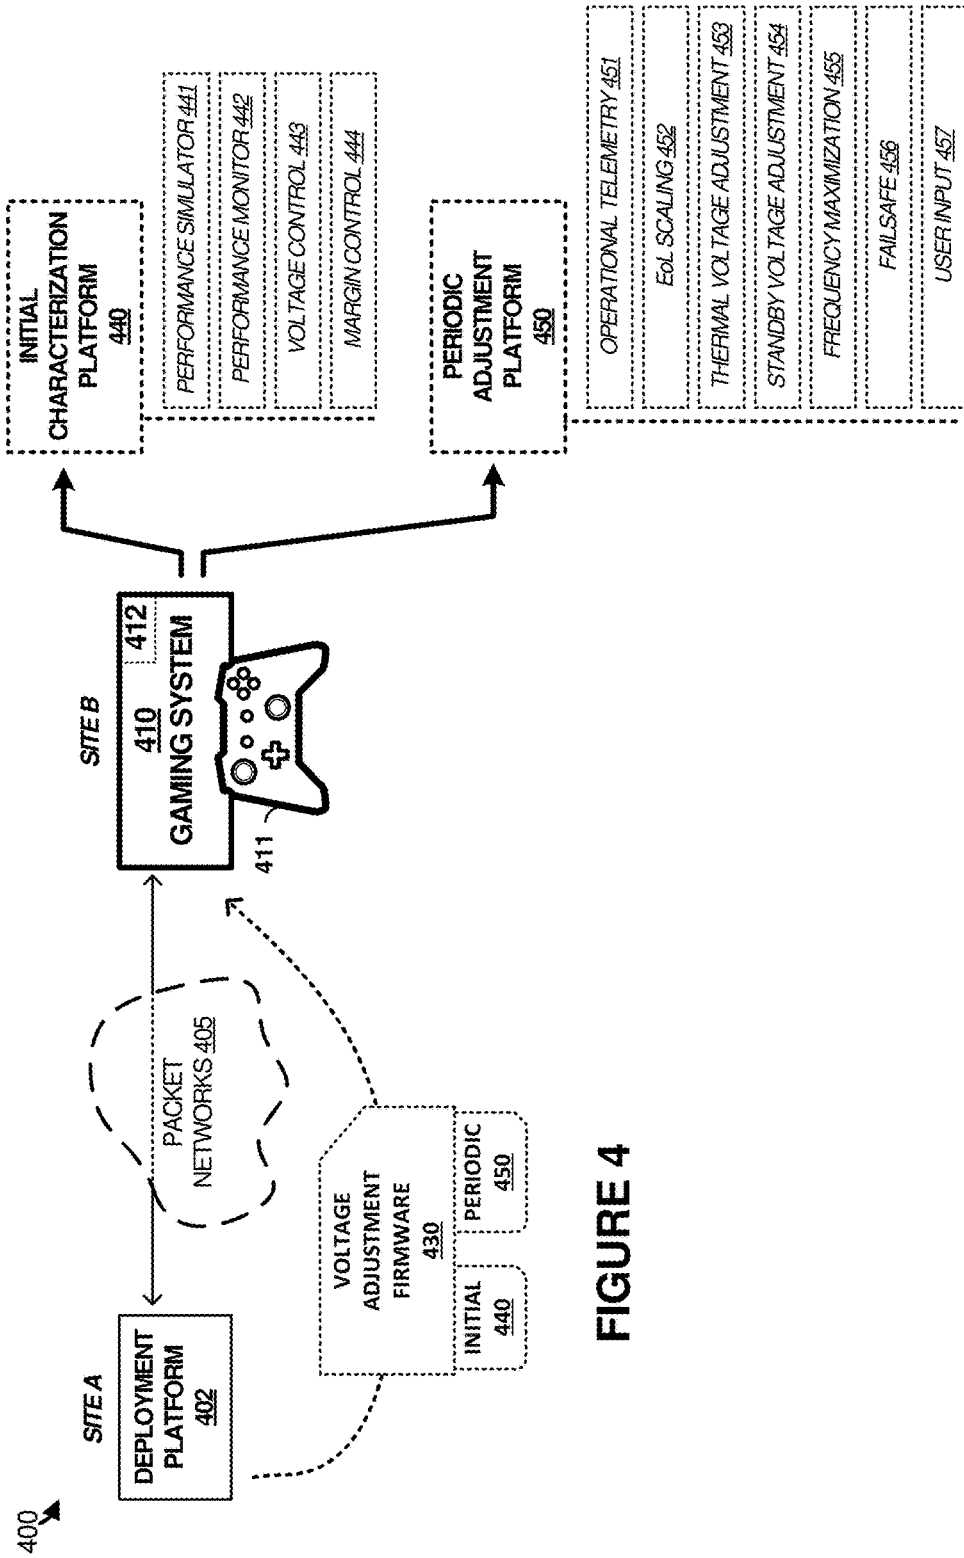 400
SITE A
DEPLOYMENT
PLATFORM
402
PACKET
NETWORKS 405
SITE B
412
410
GAMING SYSTEM
411
VOLTAGE
ADJUSTMENT
FIRMWARE
430
INITIAL
440
PERIODIC
450
INITIAL
CHARACTERIZATION
PLATFORM
440
PERFORMANCE SIMULATOR 441
PERFORMANCE MONITOR 442
VOLTAGE CONTROL 443
MARGIN CONTROL 444
PERIODIC
ADJUSTMENT
PLATFORM
450
OPERATIONAL TELEMETRY 451
EoL SCALING 452
THERMAL VOLTAGE ADJUSTMENT 453
STANDBY VOLTAGE ADJUSTMENT 454
FREQUENCY MAXIMIZATION 455
FAILSAFE 456
USER INPUT 457
FIGURE 4